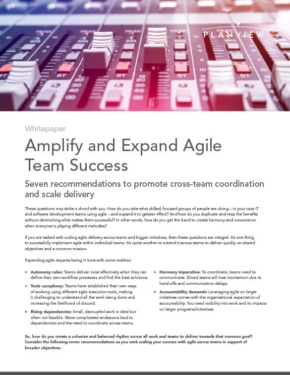 PLANVIEW
Whitepaper
Amplify and Expand Agile
Team Success
Seven recommendations to promote cross-team coordination
and scale delivery
These questions may strike a chord with you: How do you take what skilled, focused groups of people are doing – in your case IT
and software development teams using agile – and expand it to greater effect? And how do you duplicate and reap the benefits
without diminishing what makes them successful? In other words, how do you get the band to create harmony and consonance
when everyone is playing different melodies?
If you are tasked with scaling agile delivery across teams and bigger initiatives, then these questions are integral. It's one thing
to successfully implement agile within individual teams. It's quite another to extend it across teams to deliver quickly on shared
objectives and a common mission.
Expanding agile requires being in tune with some realities:
• Autonomy rules: Teams deliver most effectively when they can
define their own workflow processes and find the best solutions.
• Tools cacophony: Teams have established their own ways
of working using different agile execution tools, making
it challenging to understand all the work being done and
increasing the likelihood of discord.
• Rising dependencies: Small, decoupled work is ideal but
often not feasible. More complicated endeavors lead to
dependencies and the need to coordinate across teams.
• Harmony imperative: To coordinate, teams need to
communicate. Siloed teams will lose momentum due to
hand-offs and communication delays.
• Accountability demands: Leveraging agile on larger
initiatives comes with the organizational expectation of
accountability. You need visibility into work and its impacts
on larger programs/initiatives.
So, how do you create a cohesive and balanced rhythm across all work and teams to deliver towards that common goal?
Consider the following seven recommendations as you seek scaling your success with agile across teams in support of
broader objectives.